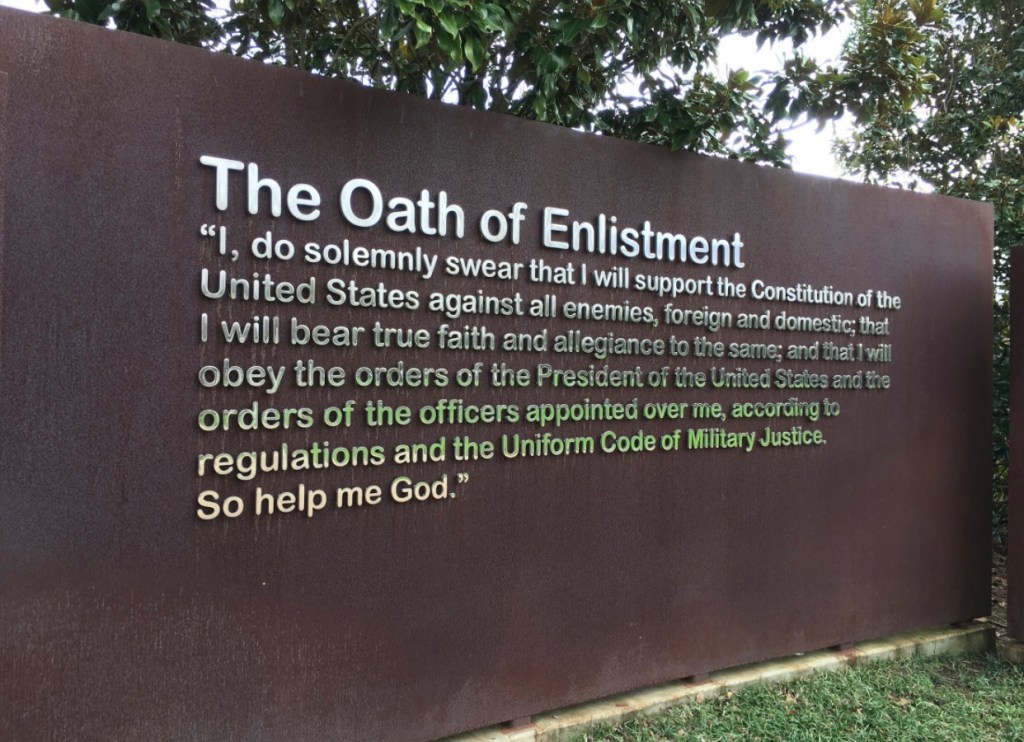 The Oath of Enlistment
“I, do solemnly swear that I will support the Constitution of the
United States against all enemies, foreign and domestic; that
I will bear true faith and allegiance to the same; and that I will
obey the orders of the President of the United States and the
orders of the officers appointed over me, according to
regulations and the Uniform Code of Military Justice.
So help me God.”